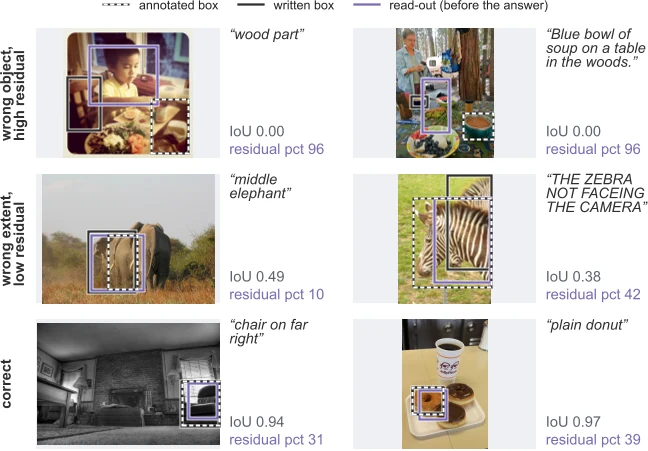 annotated box written box read-out (before the answer)
wrong object,
high residual
“wood part”
IoU 0.00
residual pct 96
“Blue bowl of
soup on a table
in the woods.”
IoU 0.00
residual pct 96
wrong extent,
low residual
“middle
elephant”
IoU 0.49
residual pct 10
“THE ZEBRA
NOT FACEING
THE CAMERA”
IoU 0.38
residual pct 42
correct
“chair on far
right”
IoU 0.94
residual pct 31
“plain donut”
IoU 0.97
residual pct 39